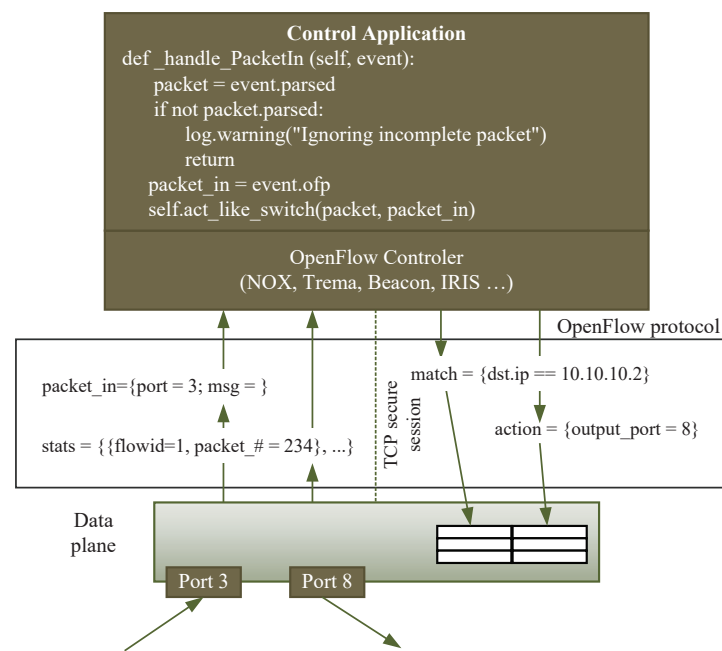 Control Application
def _handle_PacketIn (self, event):
packet = event.parsed
if not packet.parsed:
log.warning("Ignoring incomplete packet")
return
packet_in = event.ofp
self.act_like_switch(packet, packet_in)
OpenFlow Controler
(NOX, Trema, Beacon, IRIS …)
OpenFlow protocol
packet_in={port = 3; msg = }
stats = {{flowid=1, packet_# = 234}, ...}
TCP secure
session
match = {dst.ip == 10.10.10.2}
action = {output_port = 8}
Data
plane
Port 3
Port 8